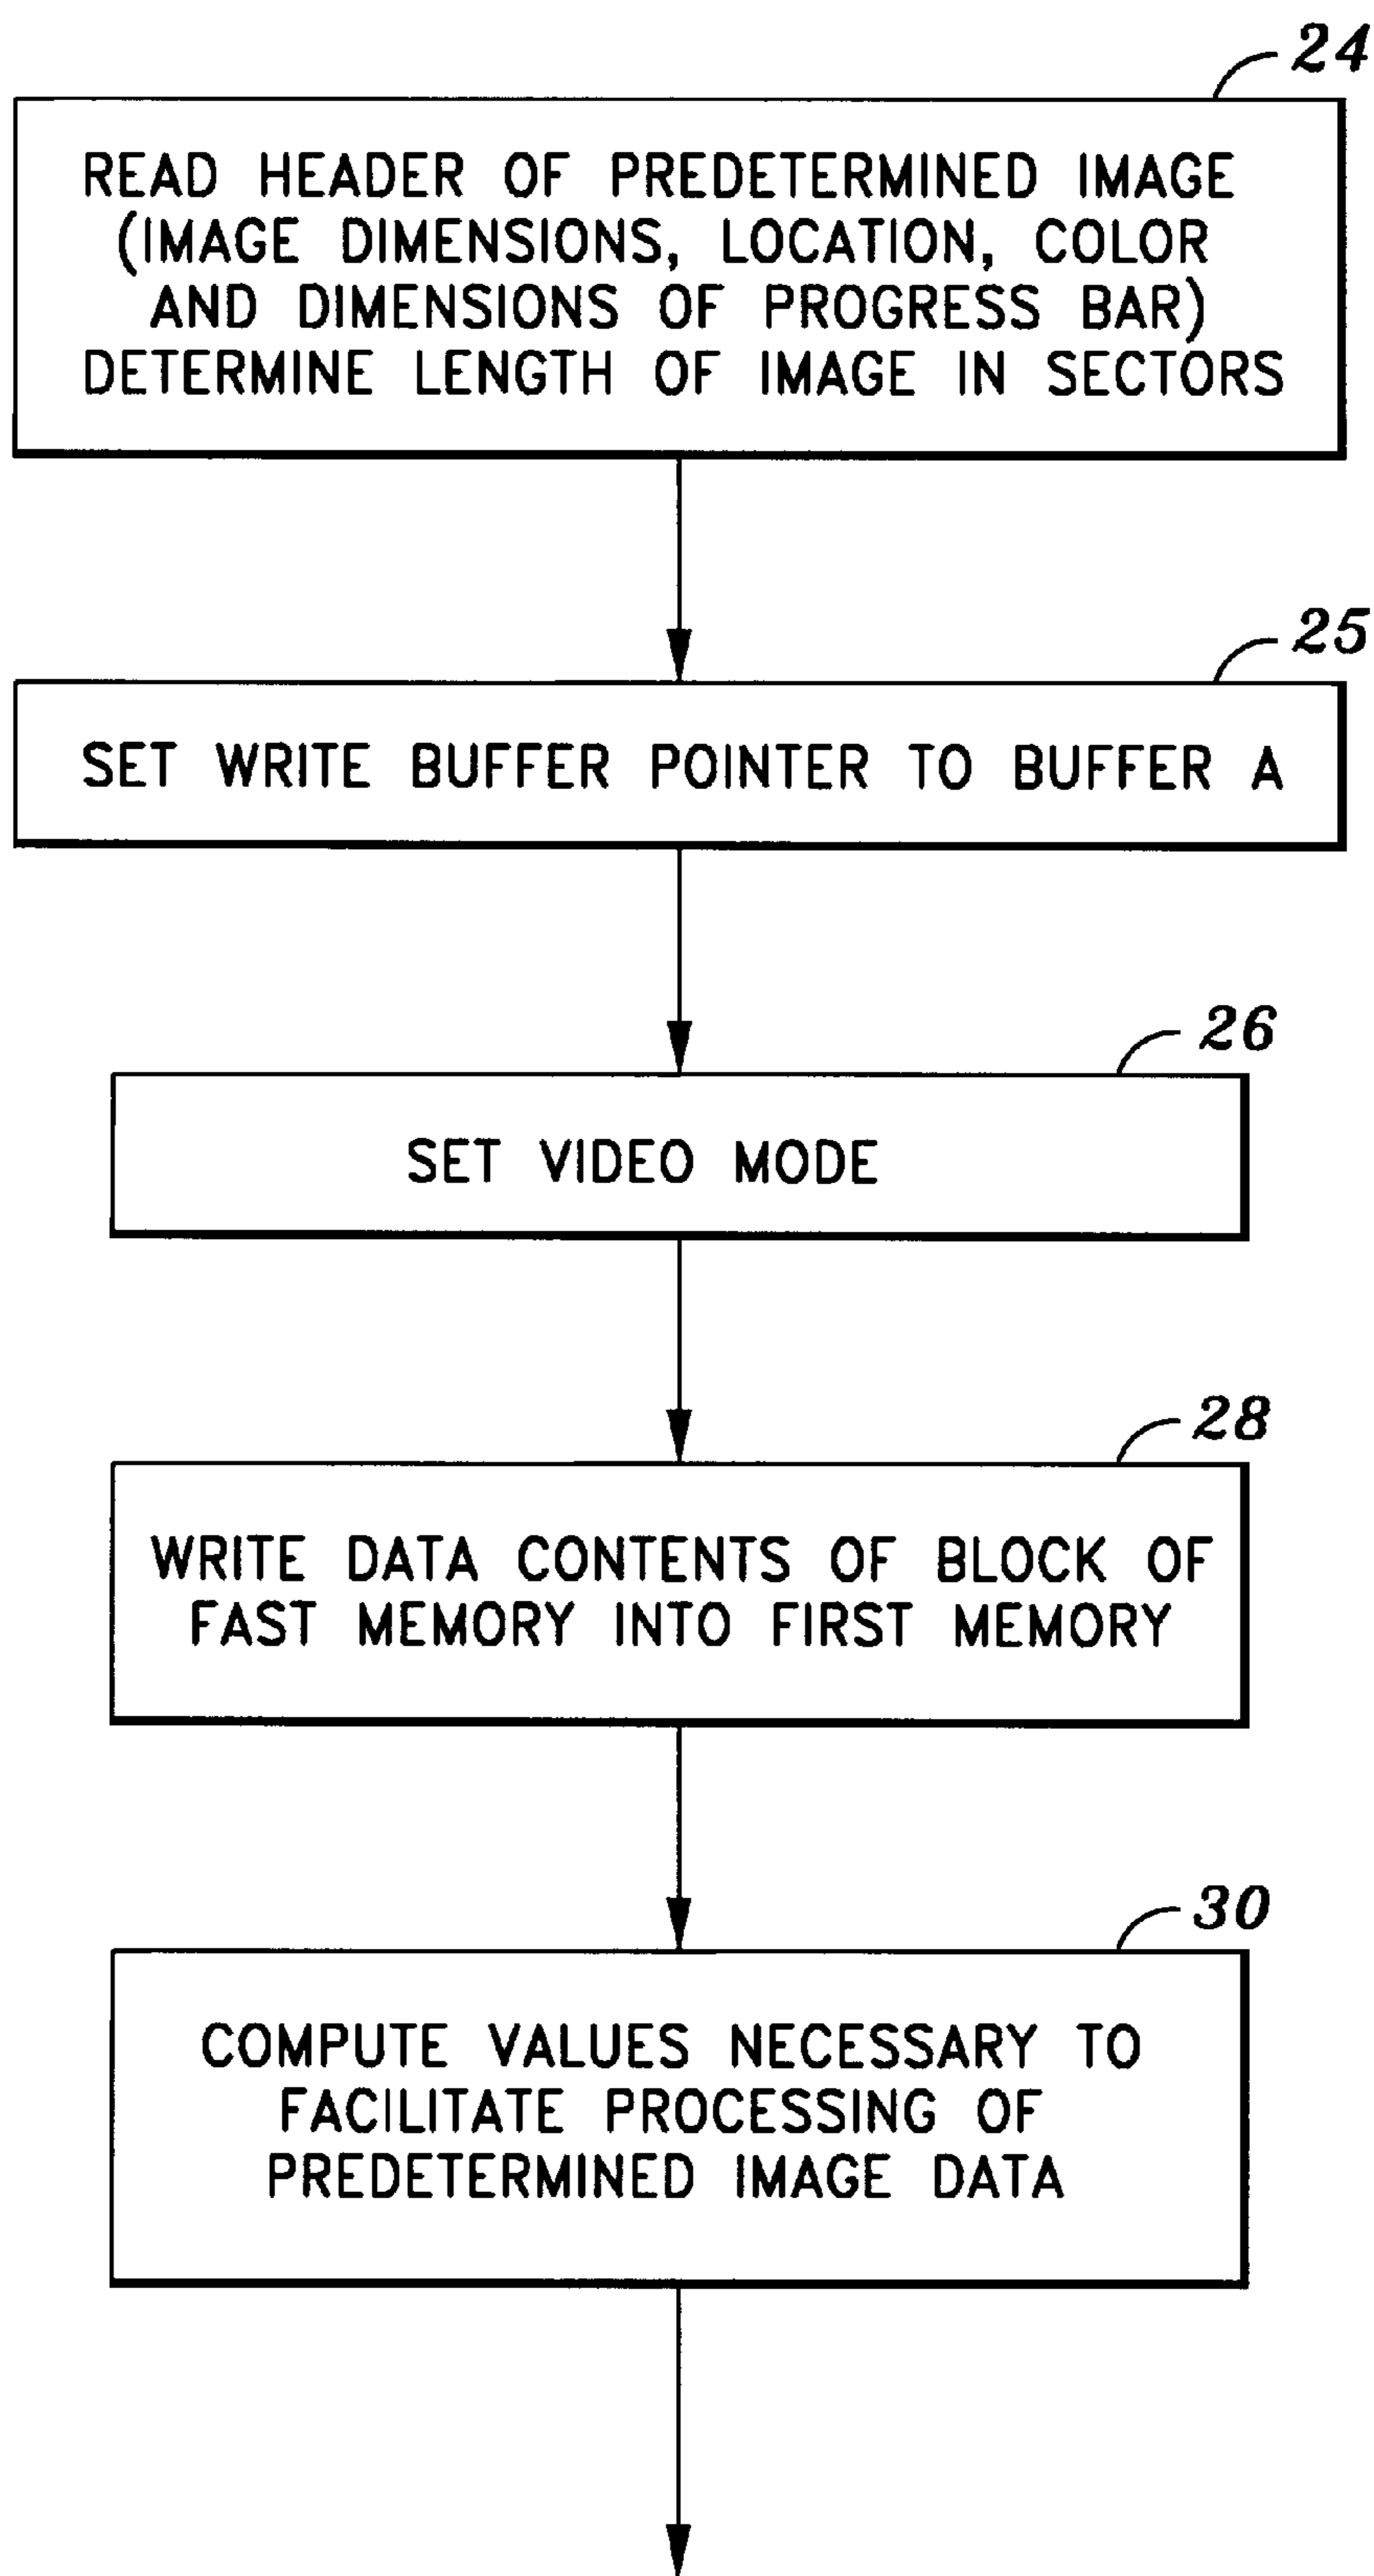 24
READ HEADER OF PREDETERMINED IMAGE
(IMAGE DIMENSIONS, LOCATION, COLOR
AND DIMENSIONS OF PROGRESS BAR)
DETERMINE LENGTH OF IMAGE IN SECTORS
25
SET WRITE BUFFER POINTER TO BUFFER A
26
SET VIDEO MODE
28
WRITE DATA CONTENTS OF BLOCK OF
FAST MEMORY INTO FIRST MEMORY
30
COMPUTE VALUES NECESSARY TO
FACILITATE PROCESSING OF
PREDETERMINED IMAGE DATA